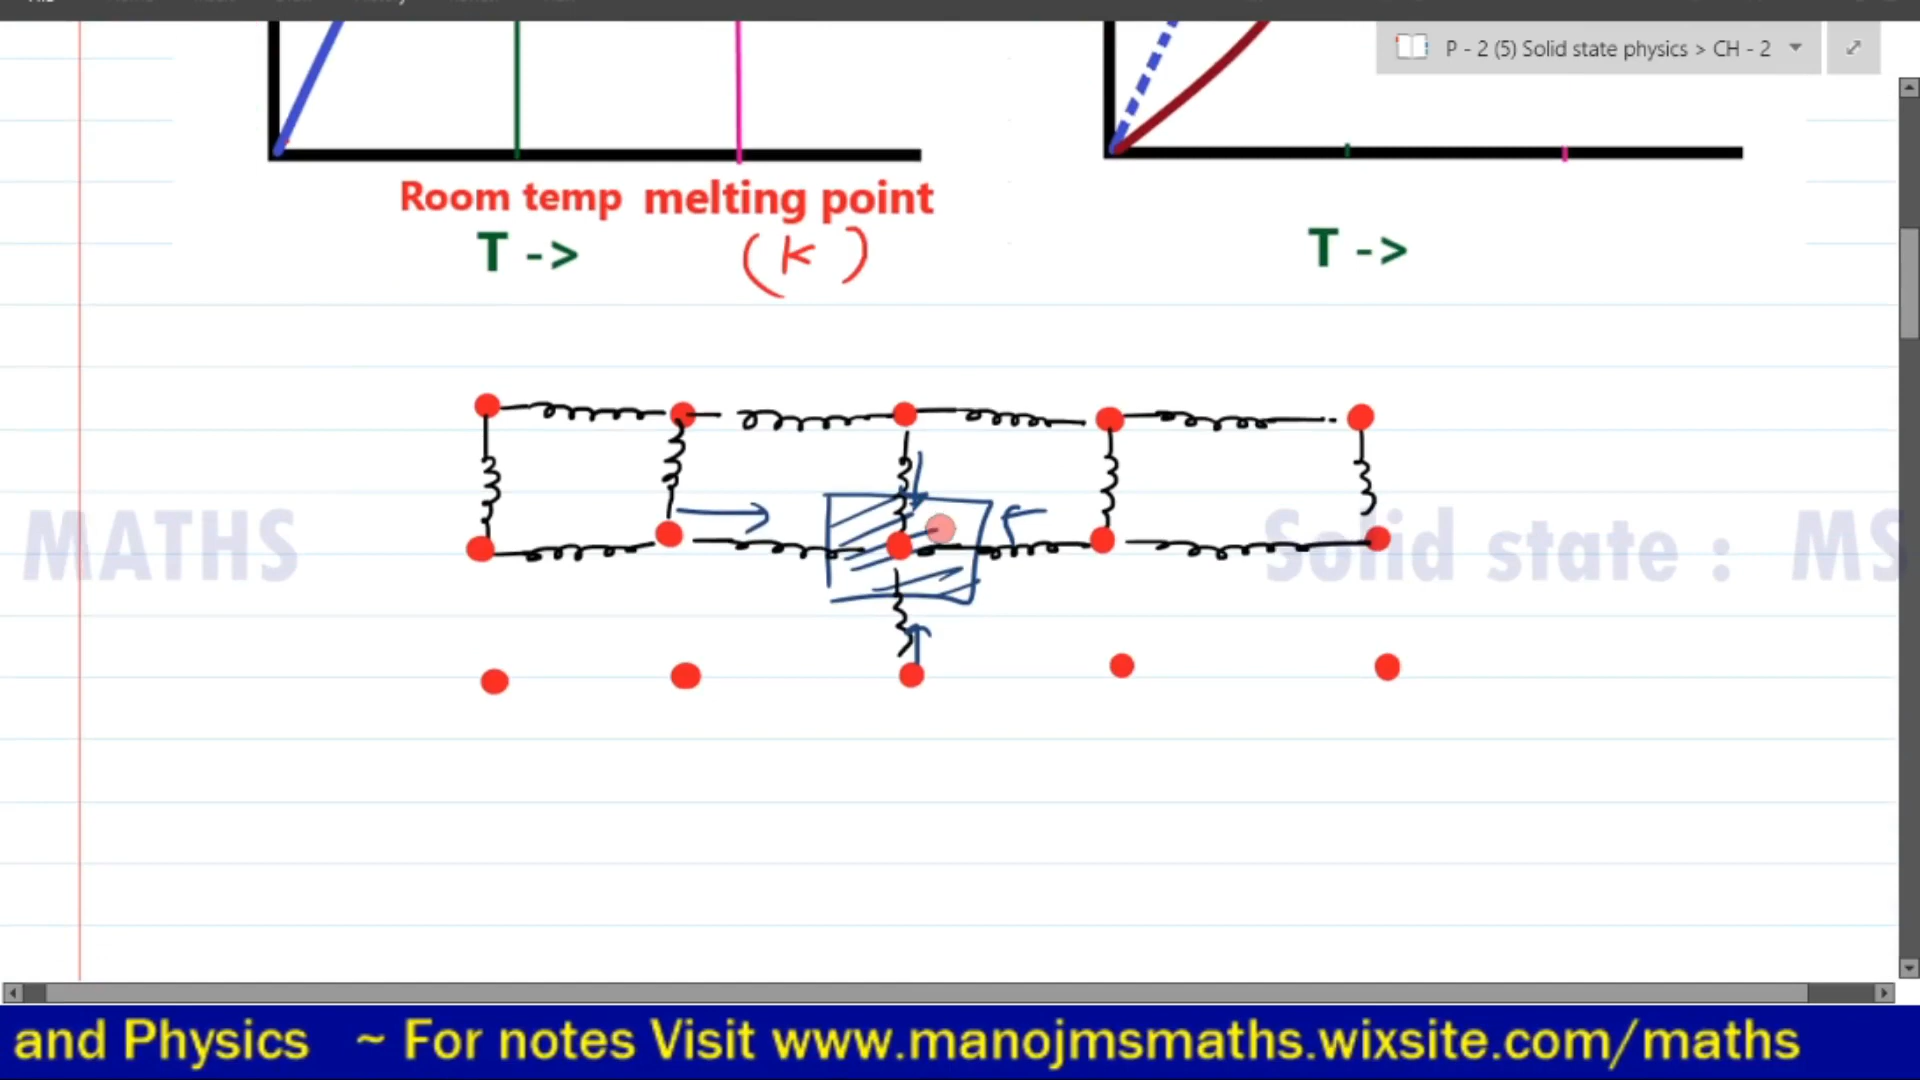 P - 2 (5) Solid state physics > CH - 2
Room temp melting point
T -> (K)
T ->
MATHS Solid state : MS
and Physics ~ For notes Visit www.manojmsmaths.wixsite.com/maths